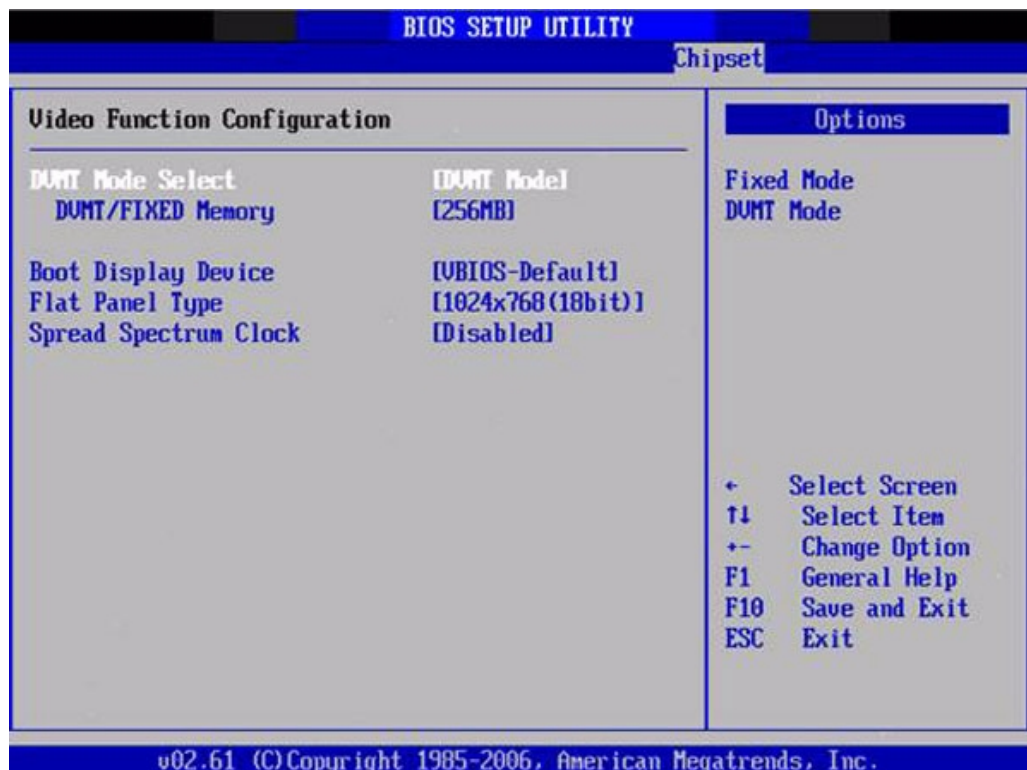 BIOS SETUP UTILITY
Chipset
Video Function Configuration
DVMT Mode Select [DVMT Mode]
DVMT/FIXED Memory [256MB]
Boot Display Device [VBIOS-Default]
Flat Panel Type [1024x768(18bit)]
Spread Spectrum Clock [Disabled]
Options
Fixed Mode
DVMT Mode
← Select Screen
↑↓ Select Item
+- Change Option
F1 General Help
F10 Save and Exit
ESC Exit
v02.61 (C)Copyright 1985-2006, American Megatrends, Inc.